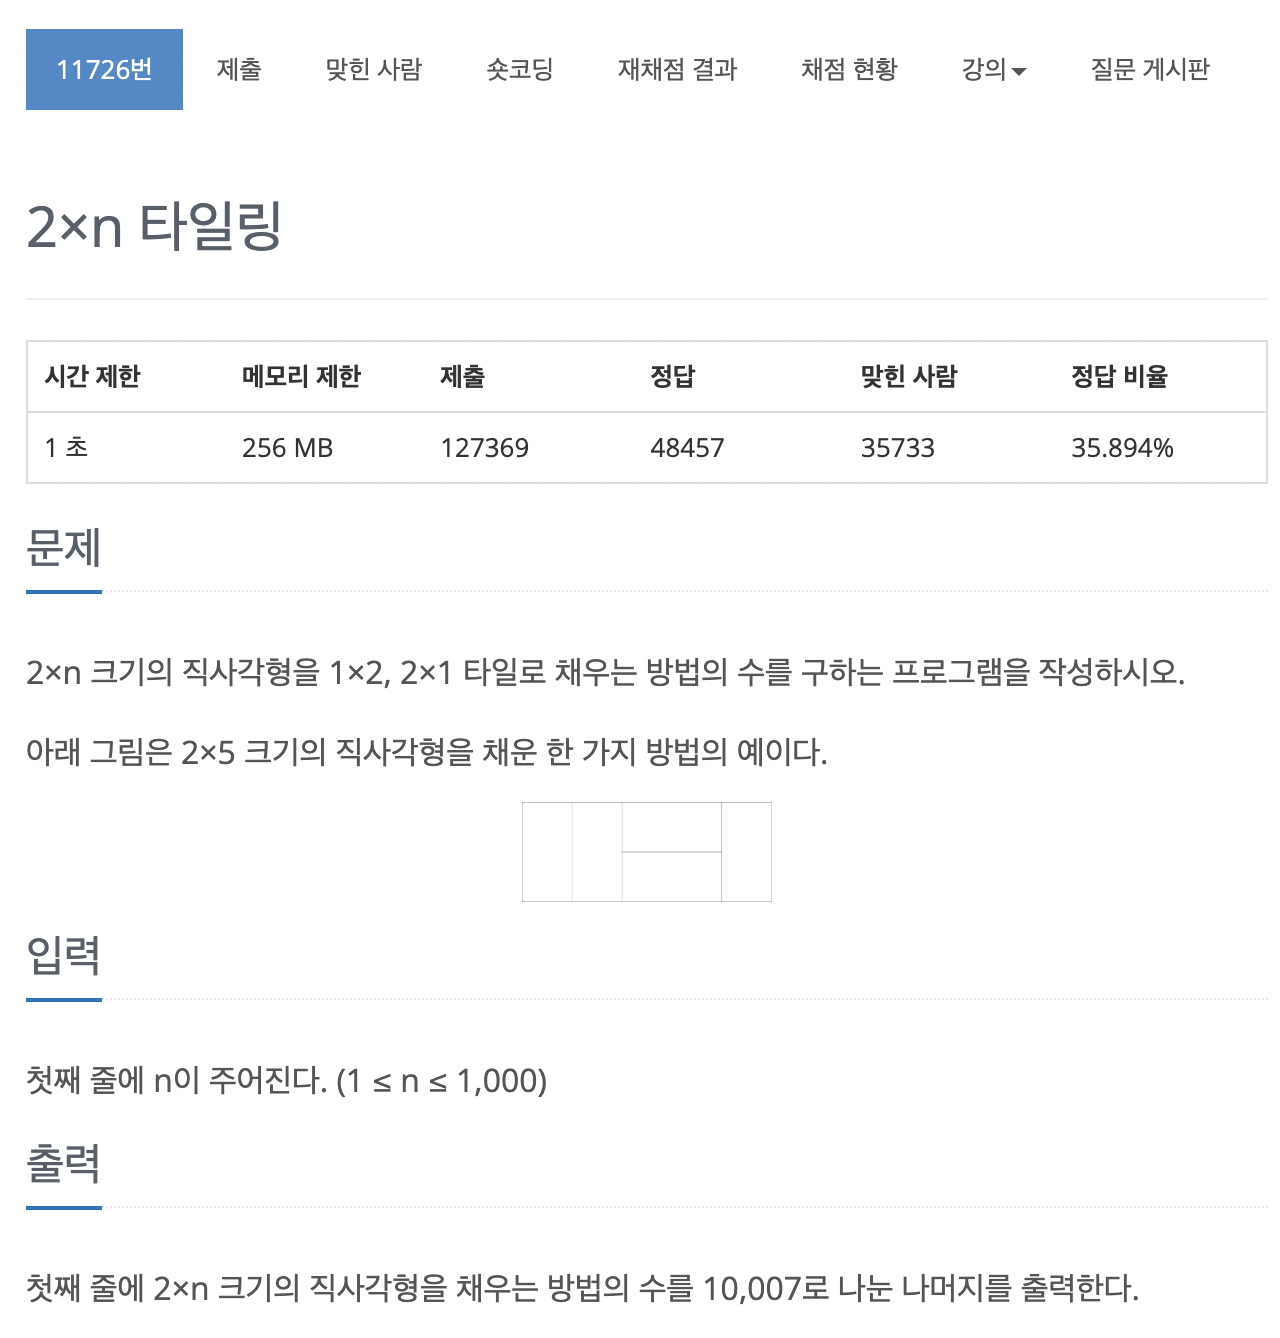 11726번 제출 맞힌 사람 숏코딩 재채점 결과 채점 현황 강의 질문 게시판
2×n 타일링
시간 제한 메모리 제한 제출 정답 맞힌 사람 정답 비율
1 초 256 MB 127369 48457 35733 35.894%
문제
2×n 크기의 직사각형을 1×2, 2×1 타일로 채우는 방법의 수를 구하는 프로그램을 작성하시오.
아래 그림은 2×5 크기의 직사각형을 채운 한 가지 방법의 예이다.
입력
첫째 줄에 n이 주어진다. (1 ≤ n ≤ 1,000)
출력
첫째 줄에 2×n 크기의 직사각형을 채우는 방법의 수를 10,007로 나눈 나머지를 출력한다.